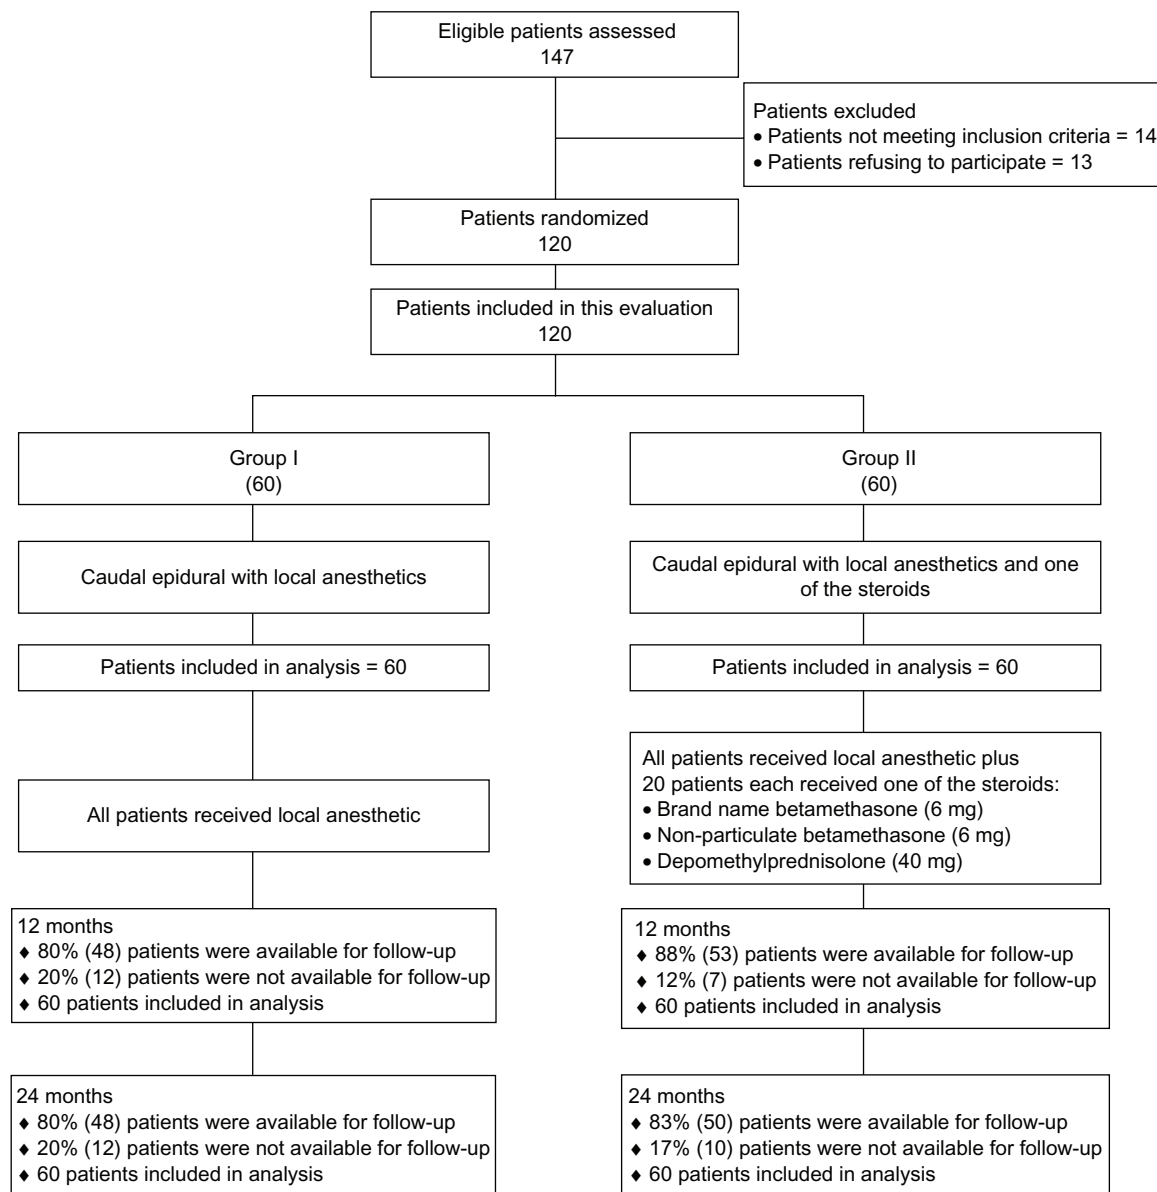 Eligible patients assessed
147
Patients excluded
• Patients not meeting inclusion criteria = 14
• Patients refusing to participate = 13
Patients randomized
120
Patients included in this evaluation
120
Group I
(60)
Group II
(60)
Caudal epidural with local anesthetics
Caudal epidural with local anesthetics and one
of the steroids
Patients included in analysis = 60
Patients included in analysis = 60
All patients received local anesthetic
All patients received local anesthetic plus
20 patients each received one of the steroids:
• Brand name betamethasone (6 mg)
• Non-particulate betamethasone (6 mg)
• Depomethylprednisolone (40 mg)
12 months
♦ 80% (48) patients were available for follow-up
♦ 20% (12) patients were not available for follow-up
♦ 60 patients included in analysis
12 months
♦ 88% (53) patients were available for follow-up
♦ 12% (7) patients were not available for follow-up
♦ 60 patients included in analysis
24 months
♦ 80% (48) patients were available for follow-up
♦ 20% (12) patients were not available for follow-up
♦ 60 patients included in analysis
24 months
♦ 83% (50) patients were available for follow-up
♦ 17% (10) patients were not available for follow-up
♦ 60 patients included in analysis